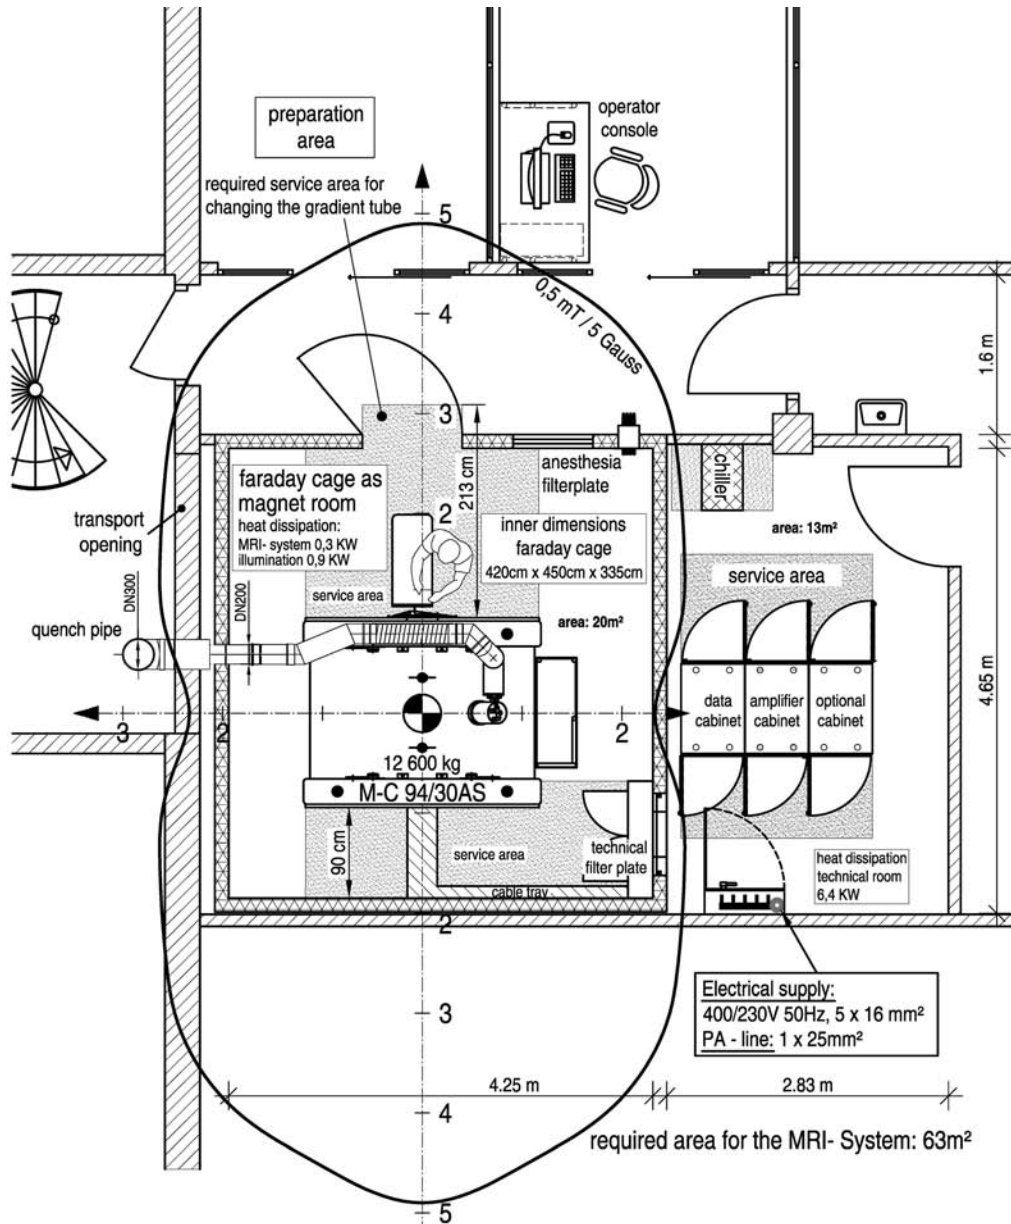 preparation
area
operator
console
required service area for
changing the gradient tube
5
4
0,5 mT / 5 Gauss
1.6 m
3
faraday cage as
magnet room
heat dissipation:
MRI- system 0,3 KW
illumination 0,9 KW
213 cm
2
anesthesia
filterplate
chiller
inner dimensions
faraday cage
420cm x 450cm x 335cm
area: 13m²
transport
opening
service area
service area
area: 20m²
DN300
DN200
quench pipe
4.65 m
data
cabinet
amplifier
cabinet
optional
cabinet
3
2
2
12 600 kg
M-C 94/30AS
90 cm
service area
technical
filter plate
cable tray
heat dissipation
technical room
6,4 KW
2
Electrical supply:
400/230V 50Hz, 5 x 16 mm²
PA - line: 1 x 25mm²
3
4.25 m
2.83 m
4
required area for the MRI- System: 63m²
5